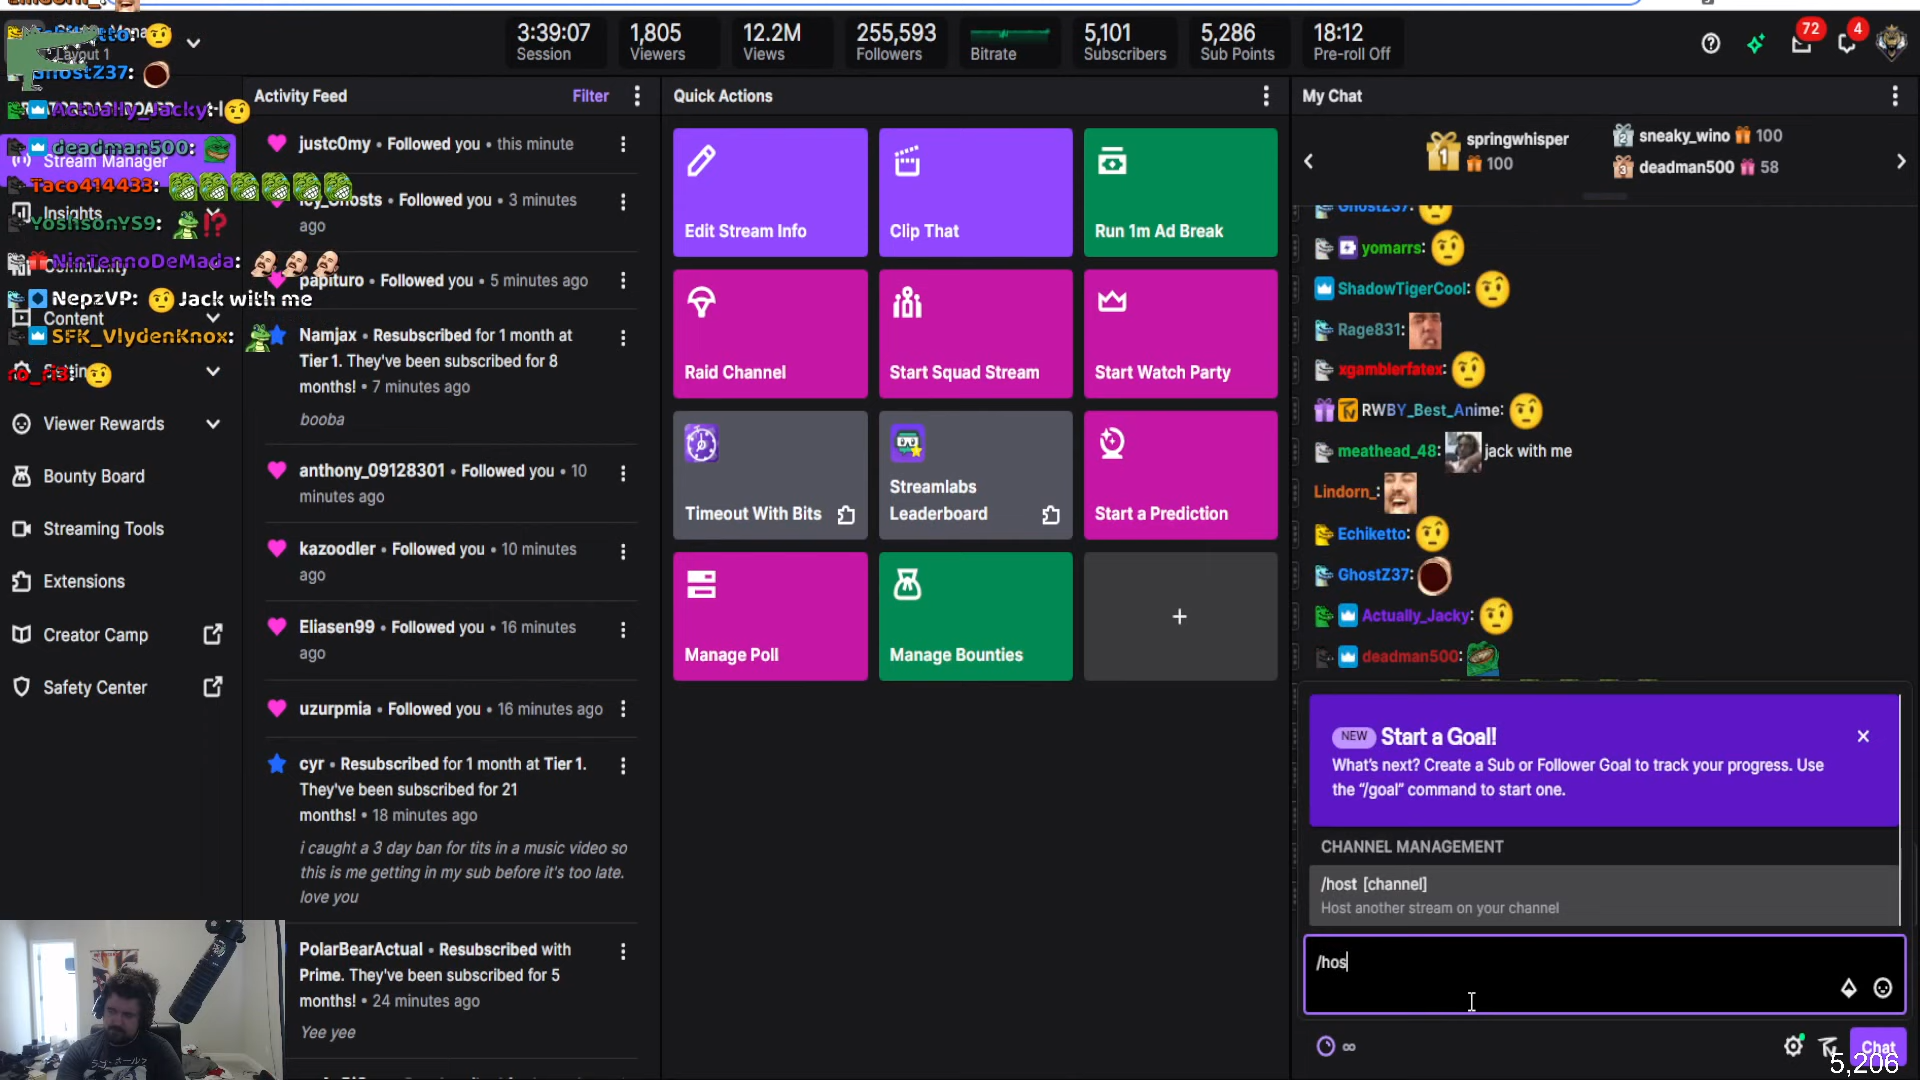 3:39:07
Session
1,805
Viewers
12.2M
Views
255,593
Followers
Bitrate
5,101
Subscribers
5,286
Sub Points
18:12
Pre-roll Off
72
4
Layout 1
GhostZ37:
Actually_Jacky:
deadman500:
Stream Manager
Taco414433:
Insights
YoshsonYS9:
NinTennoDeMada:
Community
NepzVP: Jack with me
Content
SFK_VlydenKnox:
ro_ri3:
Viewer Rewards
Bounty Board
Streaming Tools
Extensions
Creator Camp
Safety Center
Activity Feed
Filter
justc0my • Followed you • this minute
Followed you • 3 minutes
ago
papituro • Followed you • 5 minutes ago
Namjax • Resubscribed for 1 month at
Tier 1. They've been subscribed for 8
months! • 7 minutes ago
booba
anthony_09128301 • Followed you • 10
minutes ago
kazoodler • Followed you • 10 minutes
ago
Eliasen99 • Followed you • 16 minutes
ago
uzurpmia • Followed you • 16 minutes ago
cyr • Resubscribed for 1 month at Tier 1.
They've been subscribed for 21
months! • 18 minutes ago
i caught a 3 day ban for tits in a music video so
this is me getting in my sub before it's too late.
love you
PolarBearActual • Resubscribed with
Prime. They've been subscribed for 5
months! • 24 minutes ago
Yee yee
Quick Actions
Edit Stream Info
Clip That
Run 1m Ad Break
Raid Channel
Start Squad Stream
Start Watch Party
Timeout With Bits
Streamlabs
Leaderboard
Start a Prediction
Manage Poll
Manage Bounties
+
My Chat
1
springwhisper
100
2 sneaky_wino 100
3 deadman500 58
GhostZ37:
yomarrs:
ShadowTigerCool:
Rage831:
xgamblerfatex:
RWBY_Best_Anime:
meathead_48: jack with me
Lindorn_:
Echiketto:
GhostZ37:
Actually_Jacky:
deadman500:
NEW Start a Goal!
What's next? Create a Sub or Follower Goal to track your progress. Use
the “/goal” command to start one.
CHANNEL MANAGEMENT
/host [channel]
Host another stream on your channel
/hos
∞
Chat
5,206